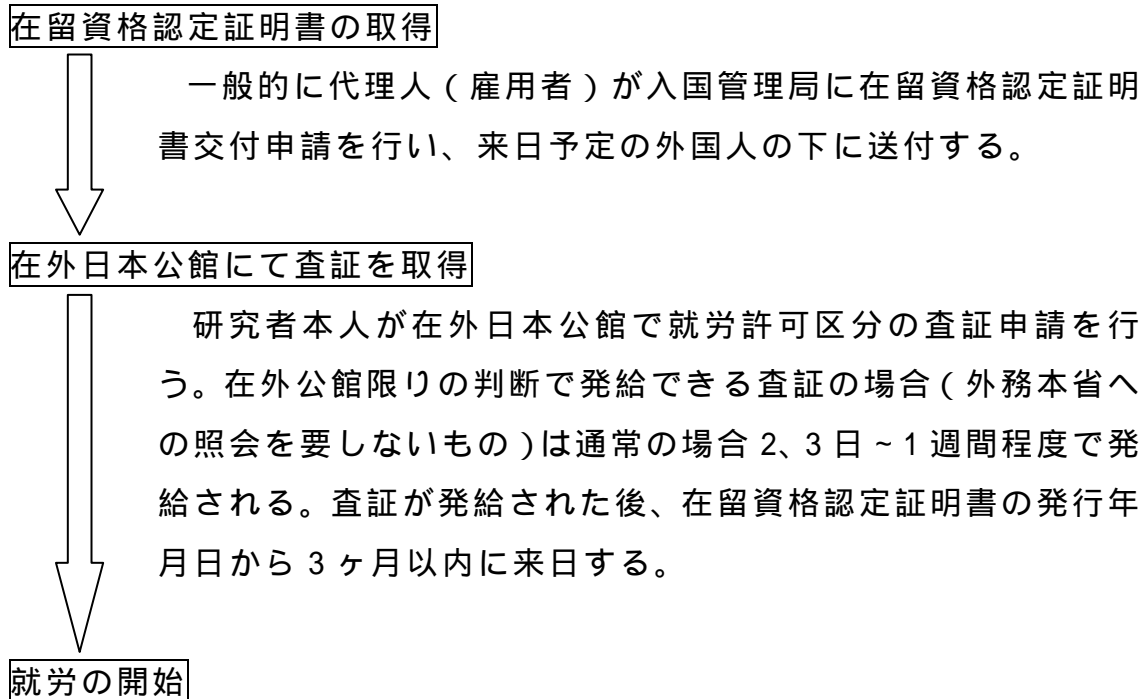 在留資格認定証明書の取得
一般的に代理人（雇用者）が入国管理局に在留資格認定証明
書交付申請を行い、来日予定の外国人の下に送付する。
在外日本公館にて査証を取得
研究者本人が在外日本公館で就労許可区分の査証申請を行
う。在外公館限りの判断で発給できる査証の場合（外務本省へ
の照会を要しないもの）は通常の場合 2、3 日~1 週間程度で発
給される。査証が発給された後、在留資格認定証明書の発行年
月日から 3 ヶ月以内に来日する。
就労の開始